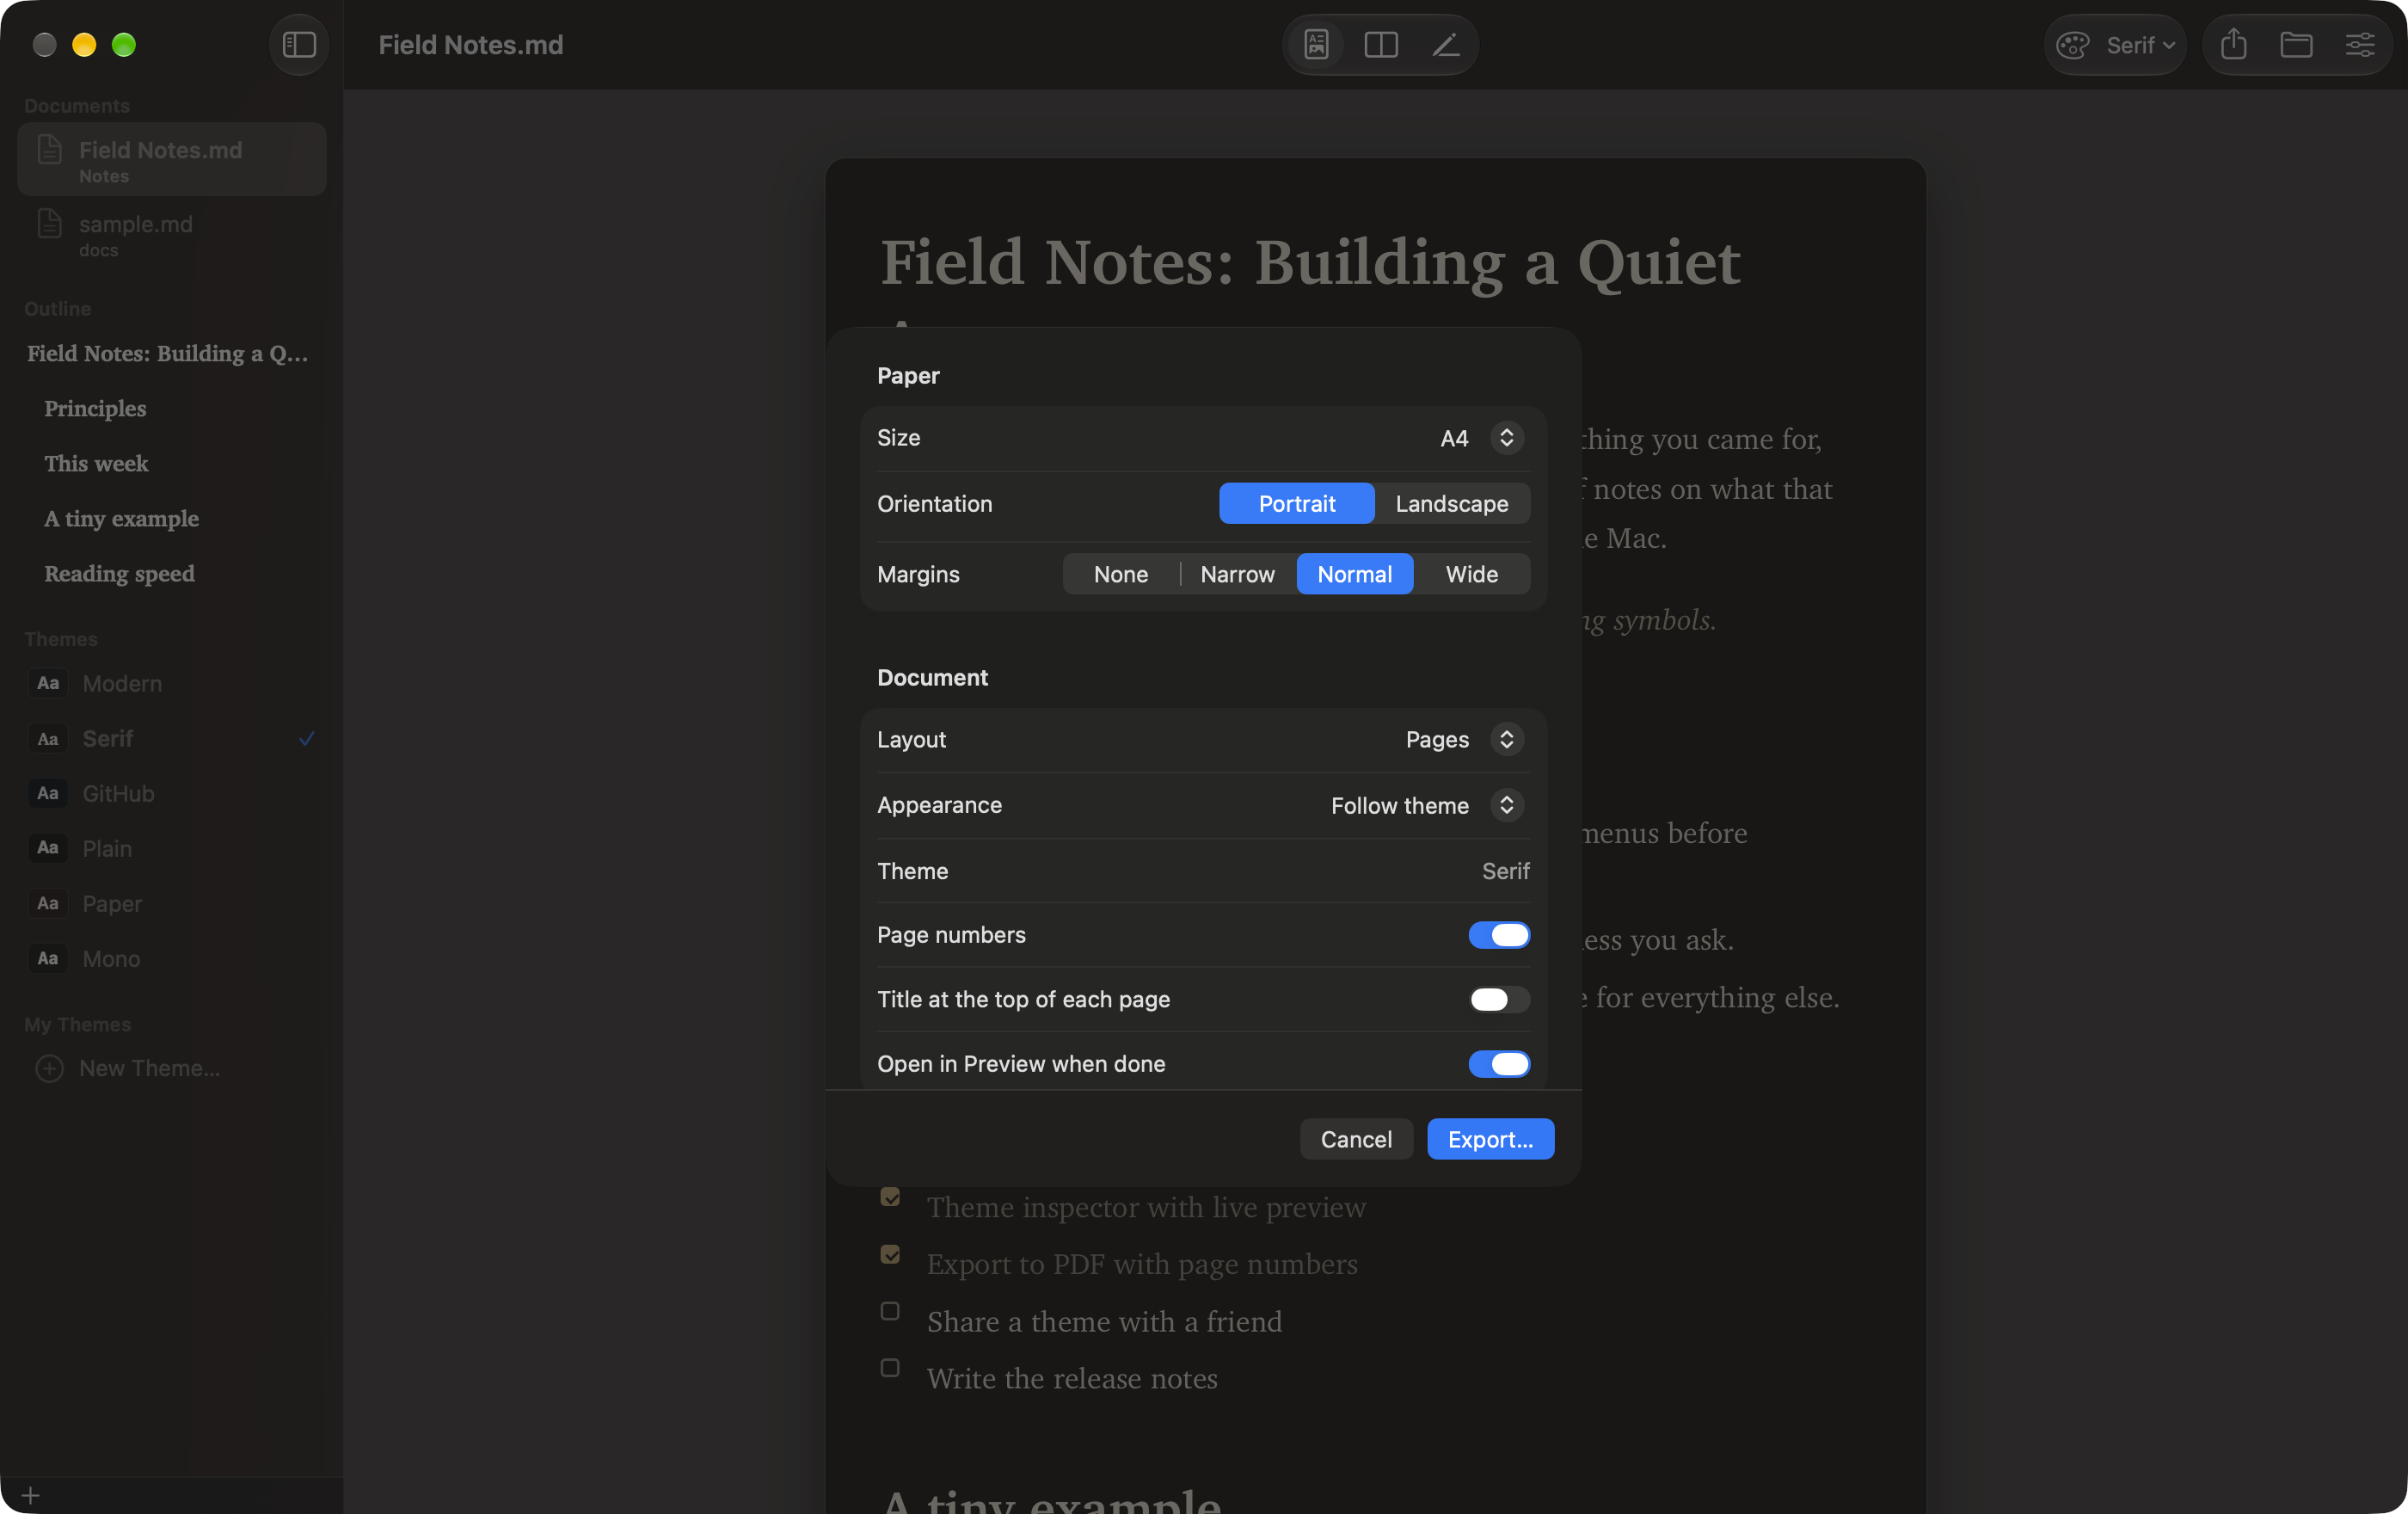 Field Notes.md
Serif
Documents
Field Notes.md
Notes
sample.md
docs
Outline
Field Notes: Building a Q…
Principles
This week
A tiny example
Reading speed
Themes
Aa Modern
Aa Serif
Aa GitHub
Aa Plain
Aa Paper
Aa Mono
My Themes
New Theme…
Field Notes: Building a Quiet
thing you came for,
notes on what that
Mac.
symbols.
menus before
you ask.
for everything else.
Paper
Size A4
Orientation Portrait Landscape
Margins None Narrow Normal Wide
Document
Layout Pages
Appearance Follow theme
Theme Serif
Page numbers
Title at the top of each page
Open in Preview when done
Cancel Export…
Theme inspector with live preview
Export to PDF with page numbers
Share a theme with a friend
Write the release notes
A tiny example